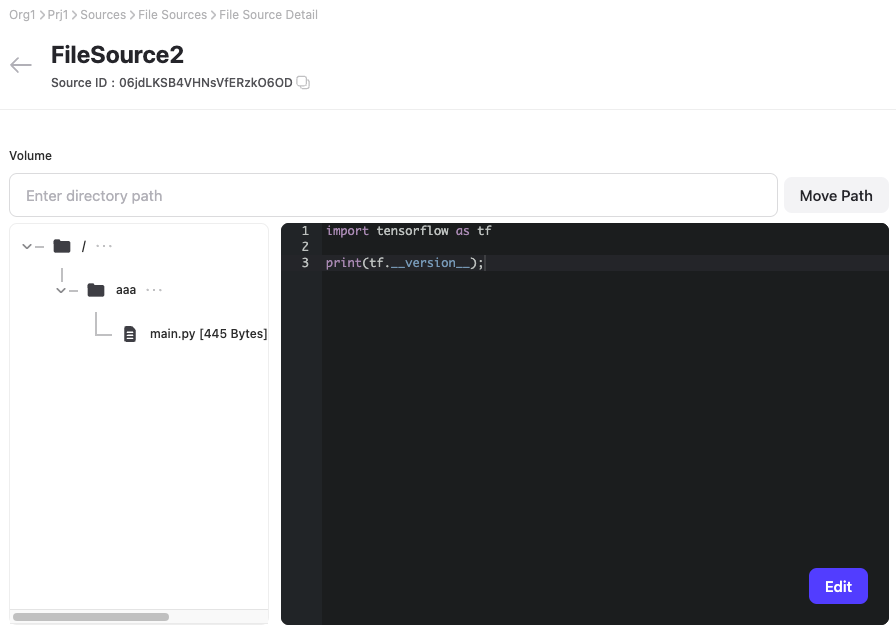 Org1 > Prj1 > Sources > File Sources > File Source Detail
FileSource2
Source ID : 06jdLKSB4VHNsVfERzkO6OD
Volume
Enter directory path
Move Path
/ ···
aaa ···
main.py [445 Bytes]
1 import tensorflow as tf
2
3 print(tf.__version__);
Edit